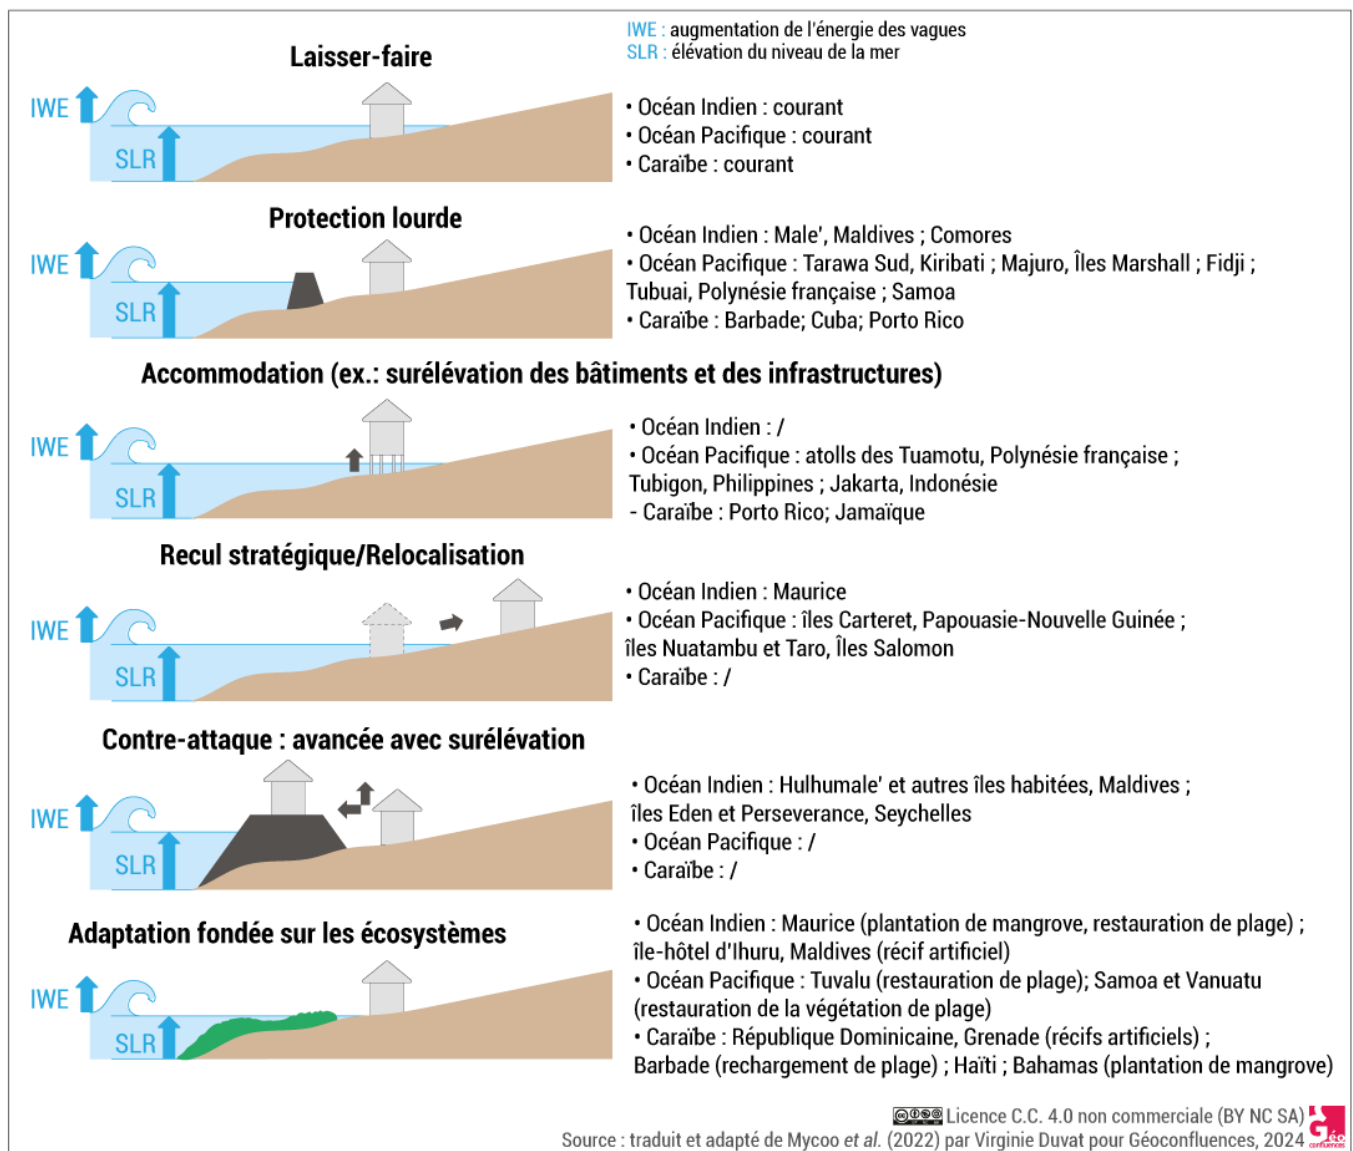 IWE : augmentation de l'énergie des vagues
SLR : élévation du niveau de la mer
Laisser-faire
IWE
SLR
• Océan Indien : courant
• Océan Pacifique : courant
• Caraïbe : courant
Protection lourde
IWE
SLR
• Océan Indien : Male', Maldives ; Comores
• Océan Pacifique : Tarawa Sud, Kiribati ; Majuro, Îles Marshall ; Fidji ;
Tubuai, Polynésie française ; Samoa
• Caraïbe : Barbade; Cuba; Porto Rico
Accommodation (ex.: surélévation des bâtiments et des infrastructures)
IWE
SLR
• Océan Indien : /
• Océan Pacifique : atolls des Tuamotu, Polynésie française ;
Tubigon, Philippines ; Jakarta, Indonésie
- Caraïbe : Porto Rico; Jamaïque
Recul stratégique/Relocalisation
IWE
SLR
• Océan Indien : Maurice
• Océan Pacifique : îles Carteret, Papouasie-Nouvelle Guinée ;
îles Nuatambu et Taro, Îles Salomon
• Caraïbe : /
Contre-attaque : avancée avec surélévation
IWE
SLR
• Océan Indien : Hulhumale' et autres îles habitées, Maldives ;
îles Eden et Perseverance, Seychelles
• Océan Pacifique : /
• Caraïbe : /
Adaptation fondée sur les écosystèmes
IWE
SLR
• Océan Indien : Maurice (plantation de mangrove, restauration de plage) ;
île-hôtel d'Ihuru, Maldives (récif artificiel)
• Océan Pacifique : Tuvalu (restauration de plage); Samoa et Vanuatu
(restauration de la végétation de plage)
• Caraïbe : République Dominicaine, Grenade (récifs artificiels) ;
Barbade (rechargement de plage) ; Haïti ; Bahamas (plantation de mangrove)
Licence C.C. 4.0 non commerciale (BY NC SA)
Source : traduit et adapté de Mycoo et al. (2022) par Virginie Duvat pour Géoconfluences, 2024
Géo
confluences